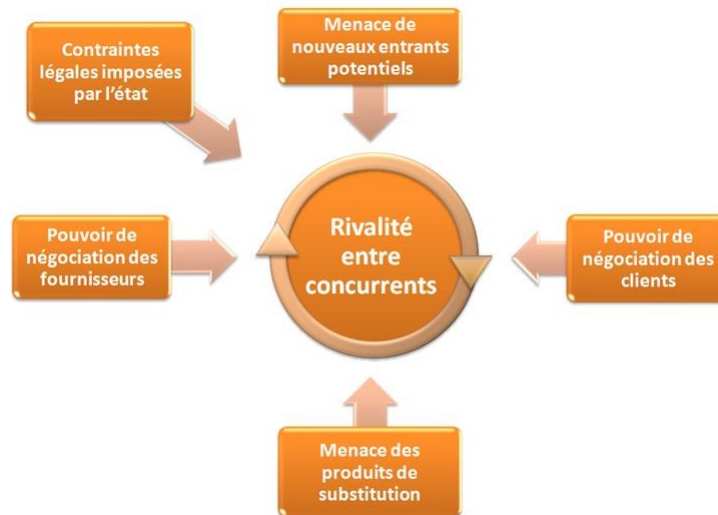 Menace de
nouveaux entrants
potentiels
Contraintes
légales imposées
par l'état
Pouvoir de
négociation des
fournisseurs
Rivalité
entre
concurrents
Pouvoir de
négociation des
clients
Menace des
produits de
substitution